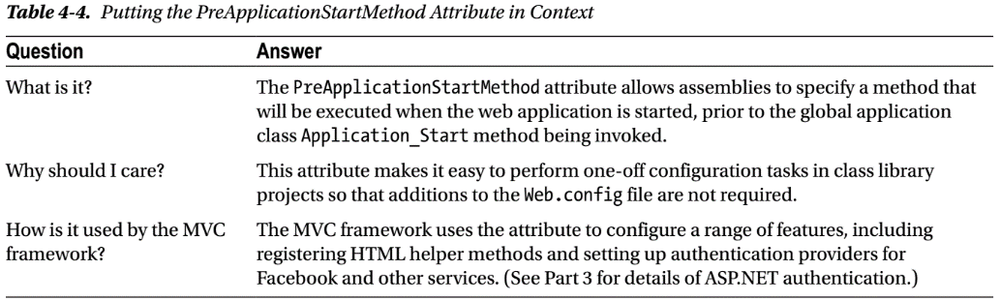 Table 4-4. Putting the PreApplicationStartMethod Attribute in Context
Question Answer
What is it? The PreApplicationStartMethod attribute allows assemblies to specify a method that
will be executed when the web application is started, prior to the global application
class Application_Start method being invoked.
Why should I care? This attribute makes it easy to perform one-off configuration tasks in class library
projects so that additions to the Web.config file are not required.
How is it used by the MVC The MVC framework uses the attribute to configure a range of features, including
framework? registering HTML helper methods and setting up authentication providers for
Facebook and other services. (See Part 3 for details of ASP.NET authentication.)